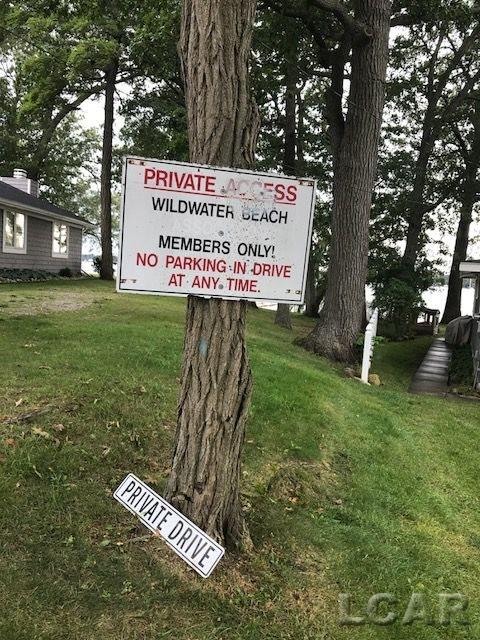 PRIVATE ACCESS
WILDWATER BEACH
MEMBERS ONLY!
NO PARKING IN DRIVE
AT ANY TIME.
PRIVATE DRIVE
LCAR